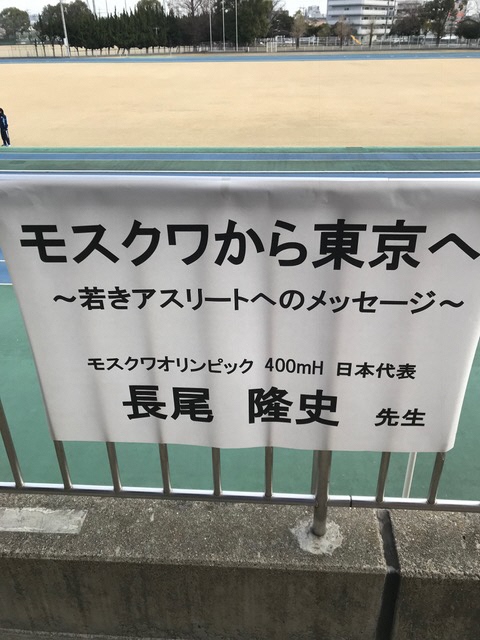 モスクワから東京へ
～若きアスリートへのメッセージ～
モスクワオリンピック 400mH 日本代表
長尾 隆史 先生